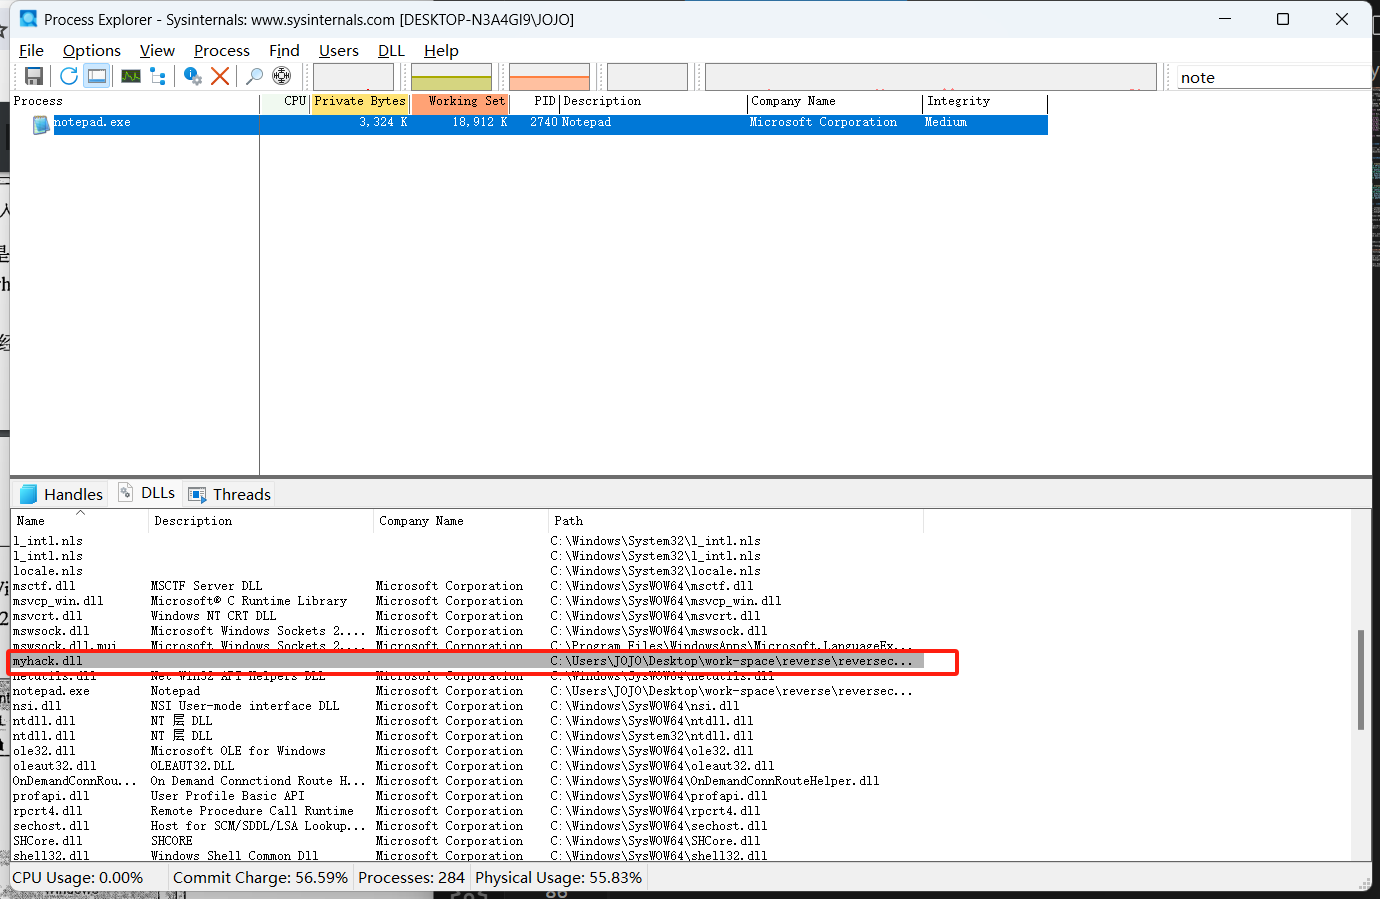 Process Explorer - Sysinternals: www.sysinternals.com [DESKTOP-N3A4GI9\JOJO]
File Options View Process Find Users DLL Help
note
Process CPU Private Bytes Working Set PID Description Company Name Integrity
notepad.exe 3,324 K 18,912 K 2740 Notepad Microsoft Corporation Medium
Handles DLLs Threads
Name Description Company Name Path
l_intl.nls C:\Windows\System32\l_intl.nls
l_intl.nls C:\Windows\System32\l_intl.nls
locale.nls C:\Windows\System32\locale.nls
msctf.dll MSCTF Server DLL Microsoft Corporation C:\Windows\SysWOW64\msctf.dll
msvcp_win.dll Microsoft® C Runtime Library Microsoft Corporation C:\Windows\SysWOW64\msvcp_win.dll
msvcrt.dll Windows NT CRT DLL Microsoft Corporation C:\Windows\SysWOW64\msvcrt.dll
mswsock.dll Microsoft Windows Sockets 2.... Microsoft Corporation C:\Windows\SysWOW64\mswsock.dll
mswsock.dll.mui Microsoft Windows Sockets 2.... Microsoft Corporation C:\Program Files\WindowsApps\Microsoft.LanguageEx...
myhack.dll C:\Users\JOJO\Desktop\work-space\reverse\reversec...
netutils.dll Net Win32 API Helpers DLL Microsoft Corporation C:\Windows\SysWOW64\netutils.dll
notepad.exe Notepad Microsoft Corporation C:\Users\JOJO\Desktop\work-space\reverse\reversec...
nsi.dll NSI User-mode interface DLL Microsoft Corporation C:\Windows\SysWOW64\nsi.dll
ntdll.dll NT 层 DLL Microsoft Corporation C:\Windows\SysWOW64\ntdll.dll
ntdll.dll NT 层 DLL Microsoft Corporation C:\Windows\System32\ntdll.dll
ole32.dll Microsoft OLE for Windows Microsoft Corporation C:\Windows\SysWOW64\ole32.dll
oleaut32.dll OLEAUT32.DLL Microsoft Corporation C:\Windows\SysWOW64\oleaut32.dll
OnDemandConnRou... On Demand Connctiond Route H... Microsoft Corporation C:\Windows\SysWOW64\OnDemandConnRouteHelper.dll
profapi.dll User Profile Basic API Microsoft Corporation C:\Windows\SysWOW64\profapi.dll
rpcrt4.dll Remote Procedure Call Runtime Microsoft Corporation C:\Windows\SysWOW64\rpcrt4.dll
sechost.dll Host for SCM/SDDL/LSA Lookup... Microsoft Corporation C:\Windows\SysWOW64\sechost.dll
SHCore.dll SHCORE Microsoft Corporation C:\Windows\SysWOW64\SHCore.dll
shell32.dll Windows Shell Common Dll Microsoft Corporation C:\Windows\SysWOW64\shell32.dll
CPU Usage: 0.00% Commit Charge: 56.59% Processes: 284 Physical Usage: 55.83%